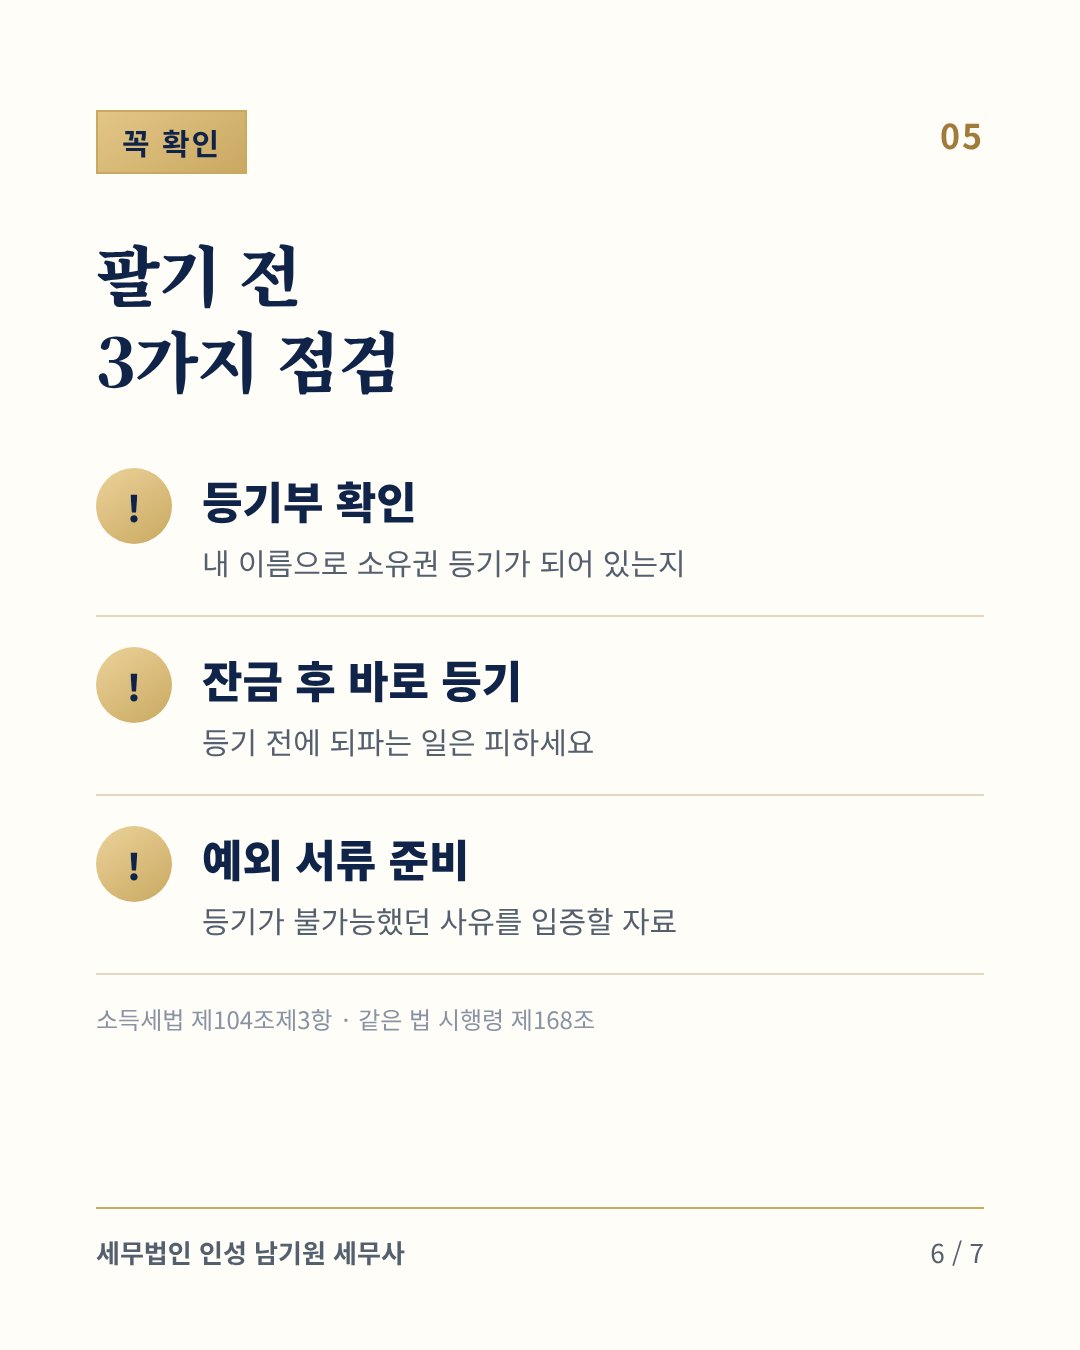 꼭 확인
05
팔기 전
3가지 점검
!
등기부 확인
내 이름으로 소유권 등기가 되어 있는지
!
잔금 후 바로 등기
등기 전에 되파는 일은 피하세요
!
예외 서류 준비
등기가 불가능했던 사유를 입증할 자료
소득세법 제104조제3항 · 같은 법 시행령 제168조
세무법인 인성 남기원 세무사
6 / 7